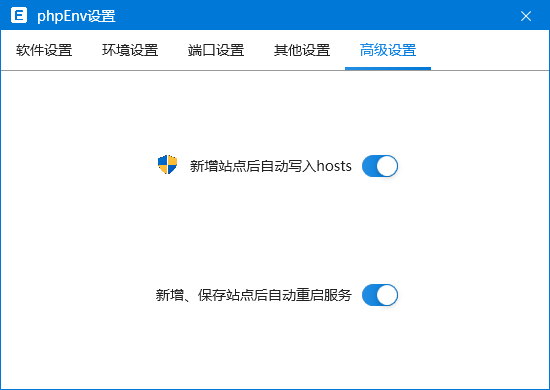 E phpEnv设置
软件设置 环境设置 端口设置 其他设置 高级设置
新增站点后自动写入hosts
新增、保存站点后自动重启服务